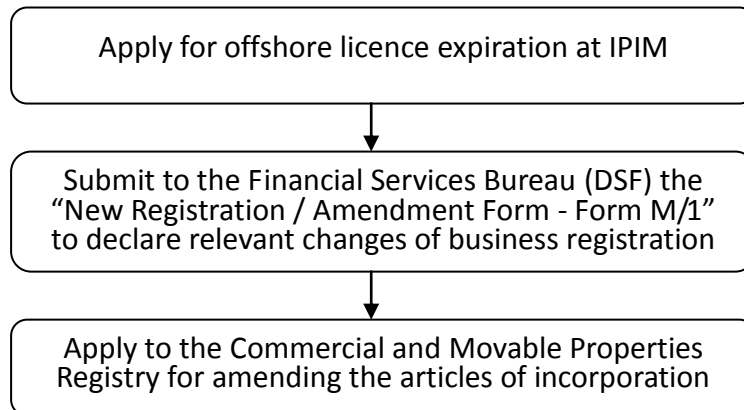 Apply for offshore licence expiration at IPIM
Submit to the Financial Services Bureau (DSF) the
“New Registration / Amendment Form - Form M/1”
to declare relevant changes of business registration
Apply to the Commercial and Movable Properties
Registry for amending the articles of incorporation